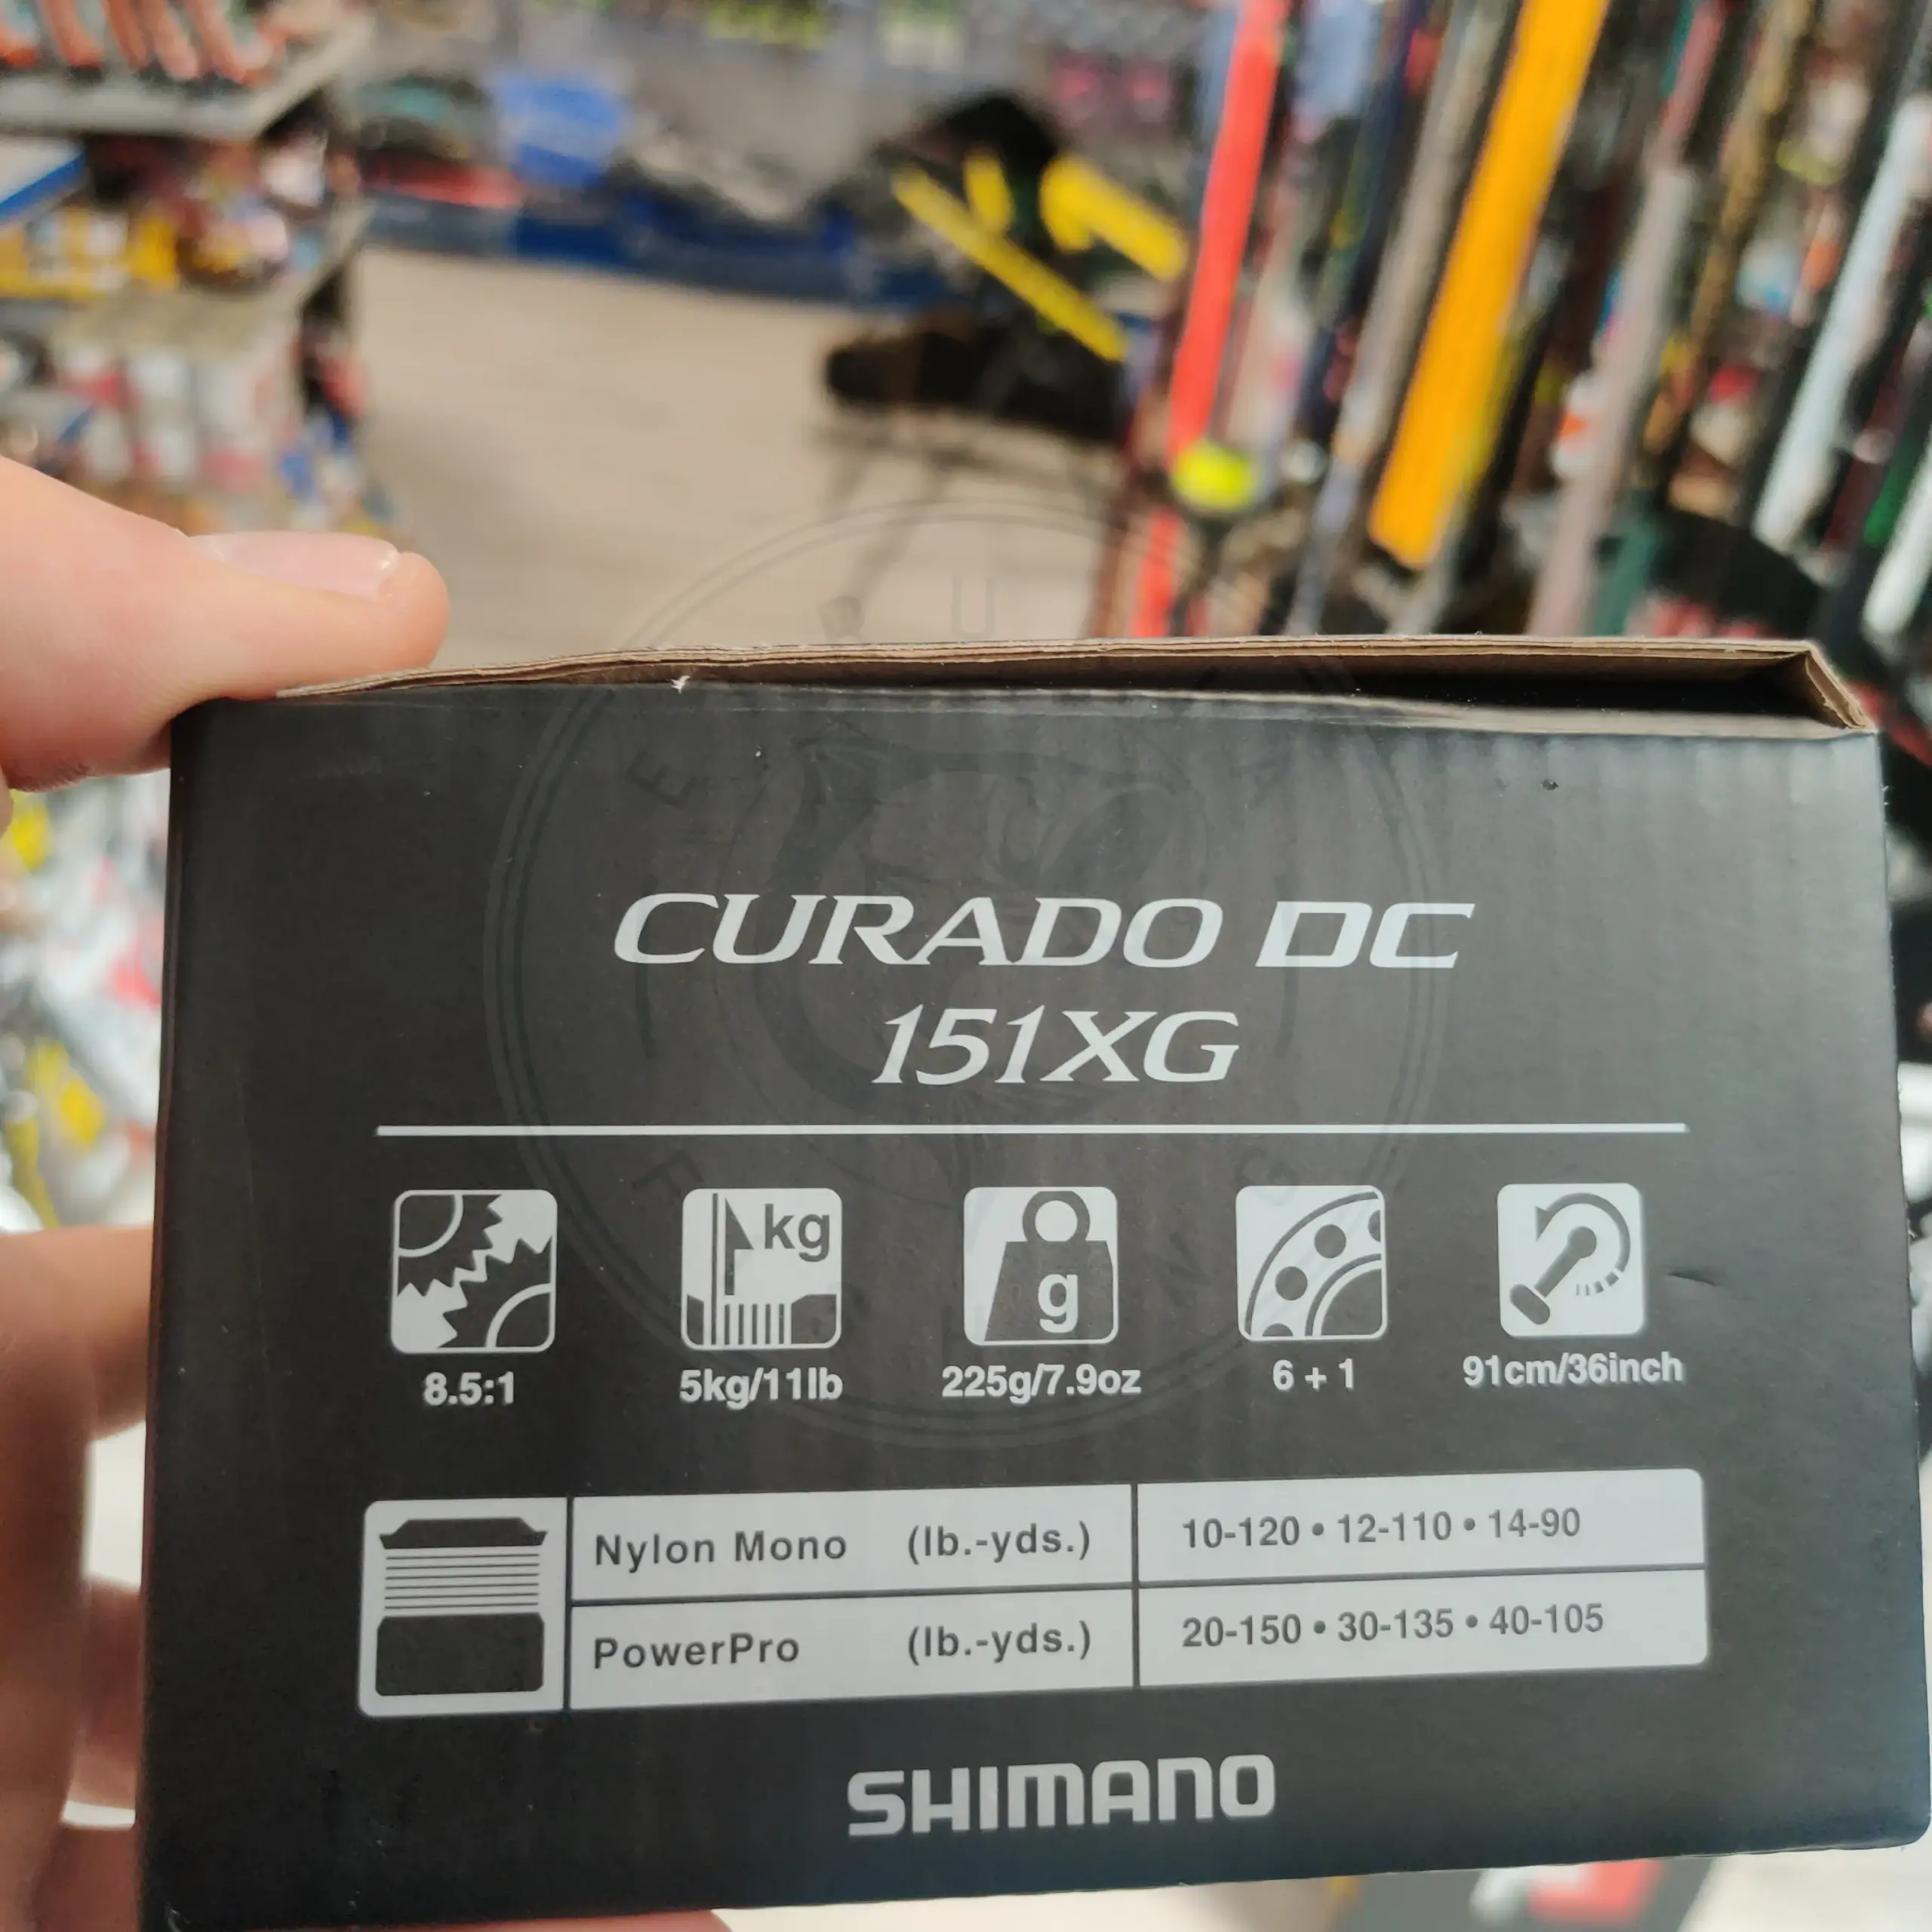 CURADO DC
151XG
kg
g
8.5:1
5kg/11lb
225g/7.9oz
6 + 1
91cm/36inch
Nylon Mono (lb.-yds.) 10-120 • 12-110 • 14-90
PowerPro (lb.-yds.) 20-150 • 30-135 • 40-105
SHIMANO